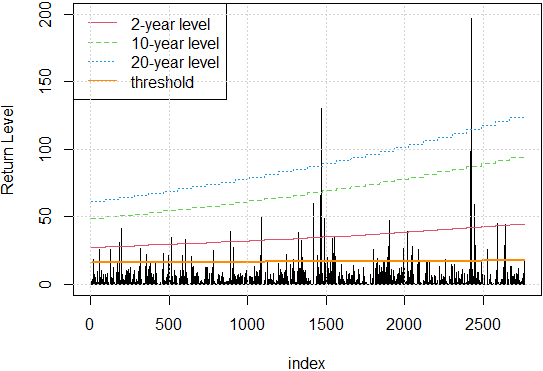 2-year level
10-year level
20-year level
threshold
Return Level
200
150
100
50
0
0
500
1000
1500
2000
2500
index